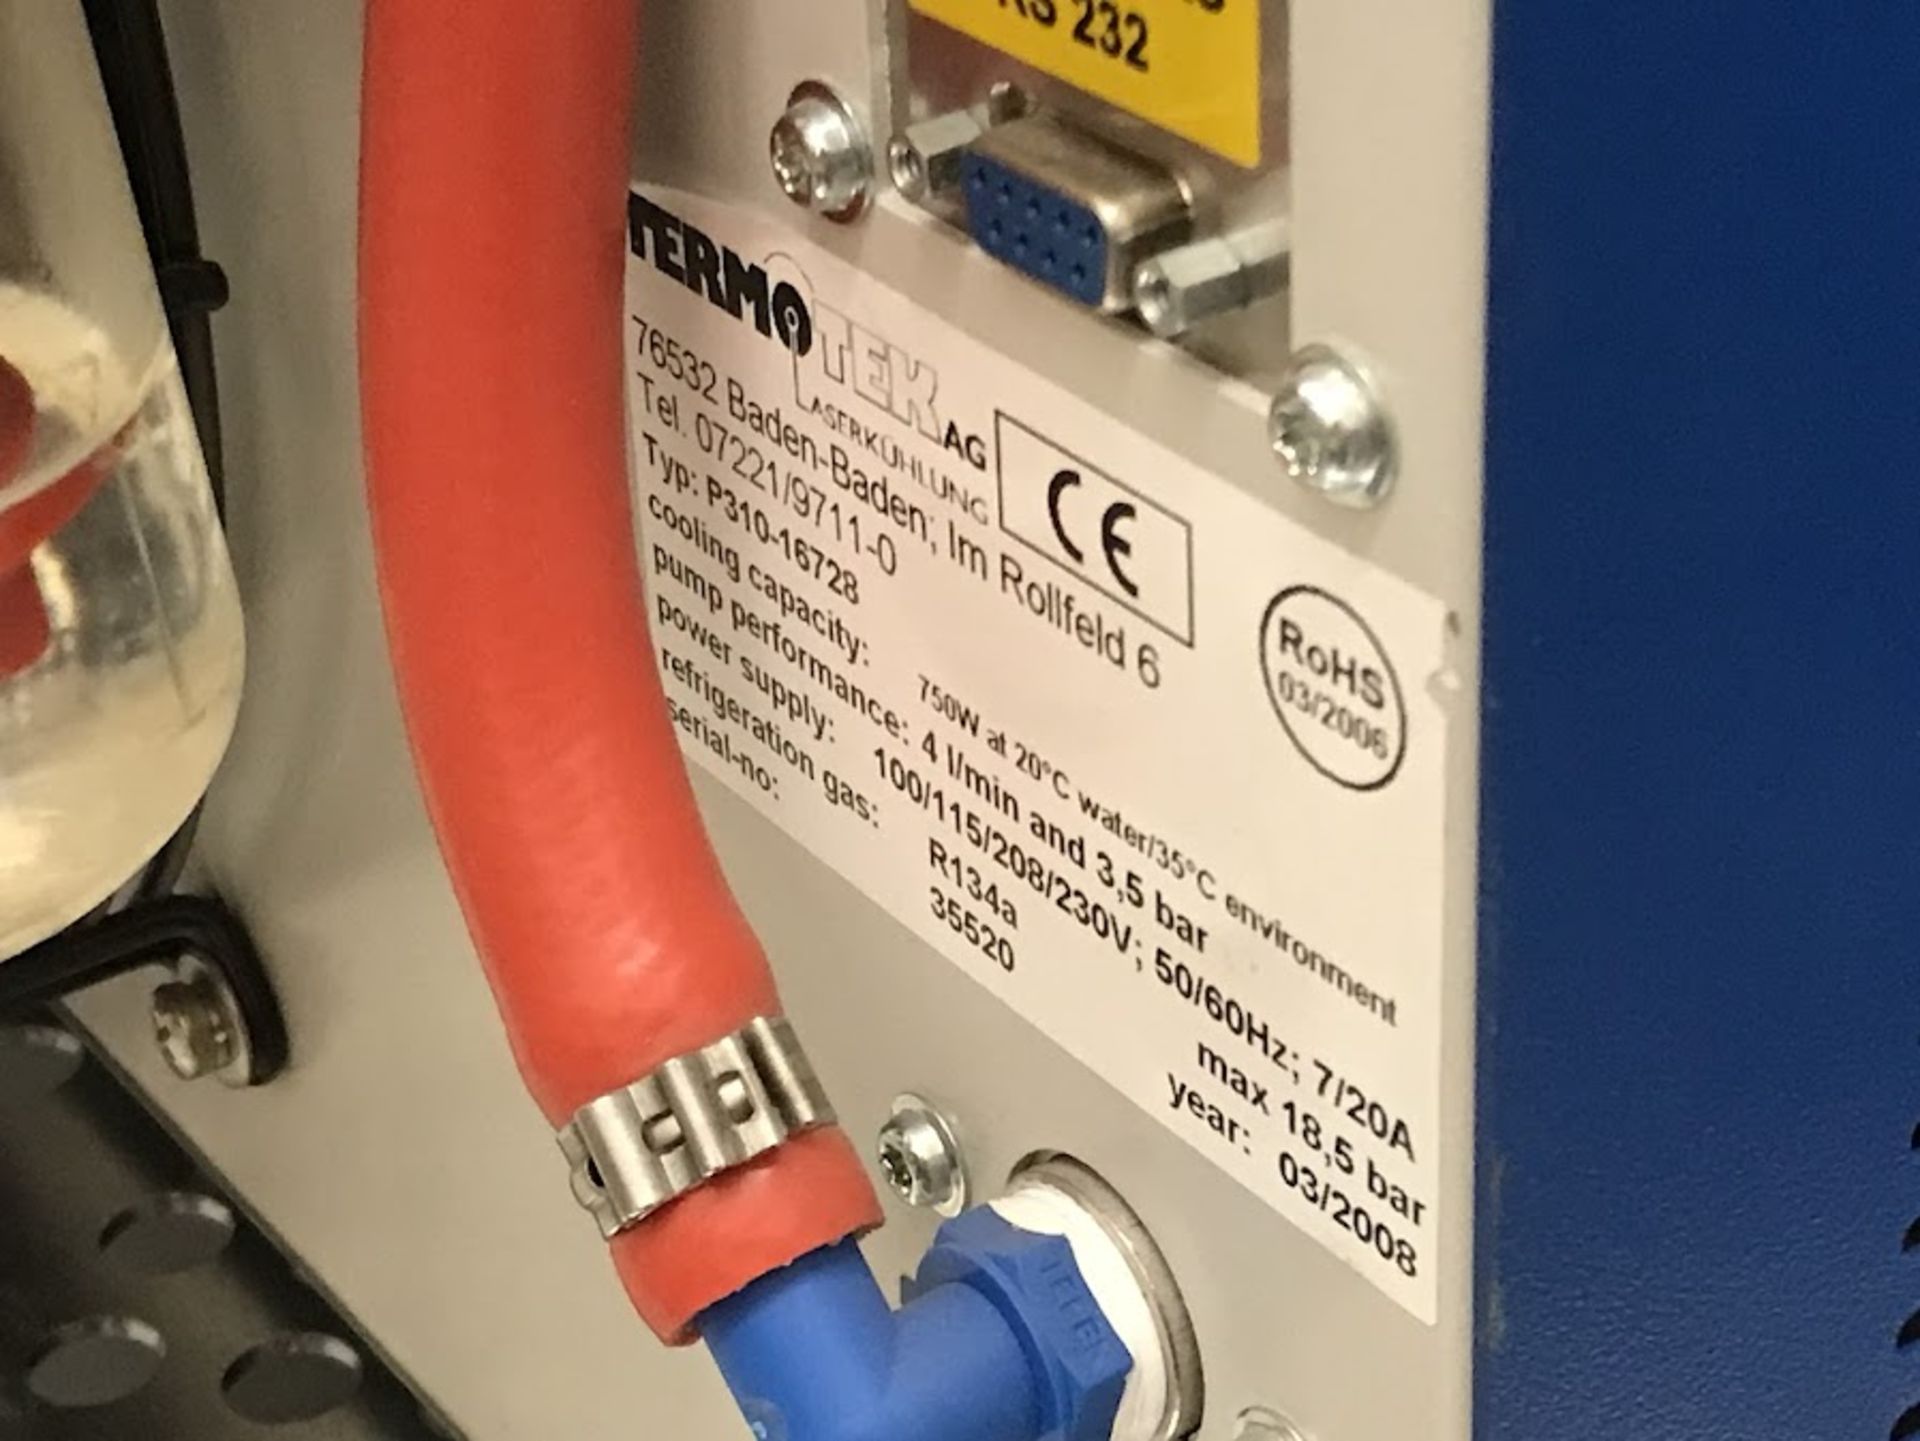 RS 232
TERMOTEK AG
LASERKÜHLUNG
CE
76532 Baden-Baden; Im Rollfeld 6
Tel. 07221/9711-0
RoHS
03/2006
Typ: P310-16728
cooling capacity: 750W at 20°C water/35°C environment
pump performance: 4 l/min and 3,5 bar
power supply: 100/115/208/230V; 50/60Hz; 7/20A
refrigeration gas: R134a max 18,5 bar
serial-no: 35520 year: 03/2008